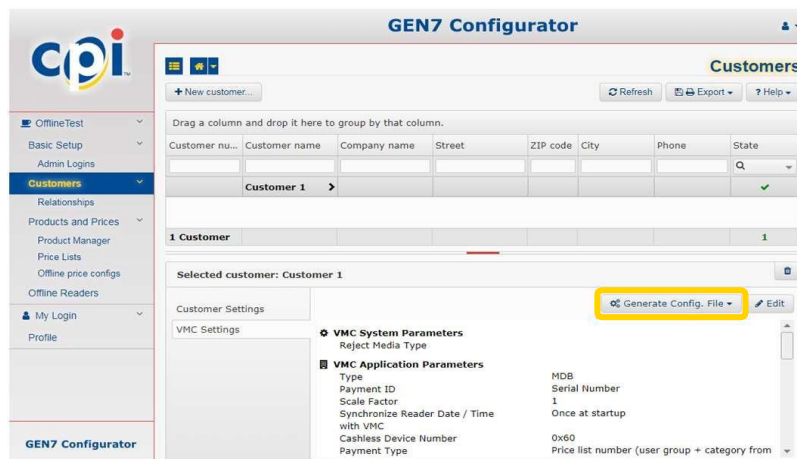 GEN7 Configurator
cpi
Customers
+ New customer...
Refresh
Export
? Help
OfflineTest
Basic Setup
Admin Logins
Customers
Relationships
Products and Prices
Product Manager
Price Lists
Offline price configs
Offline Readers
My Login
Profile
GEN7 Configurator
Drag a column and drop it here to group by that column.
Customer nu... Customer name Company name Street ZIP code City Phone State
Customer 1
1 Customer 1
Selected customer: Customer 1
Customer Settings
VMC Settings
Generate Config. File
Edit
VMC System Parameters
Reject Media Type
VMC Application Parameters
Type MDB
Payment ID Serial Number
Scale Factor 1
Synchronize Reader Date / Time Once at startup
with VMC
Cashless Device Number 0x60
Payment Type Price list number (user group + category from